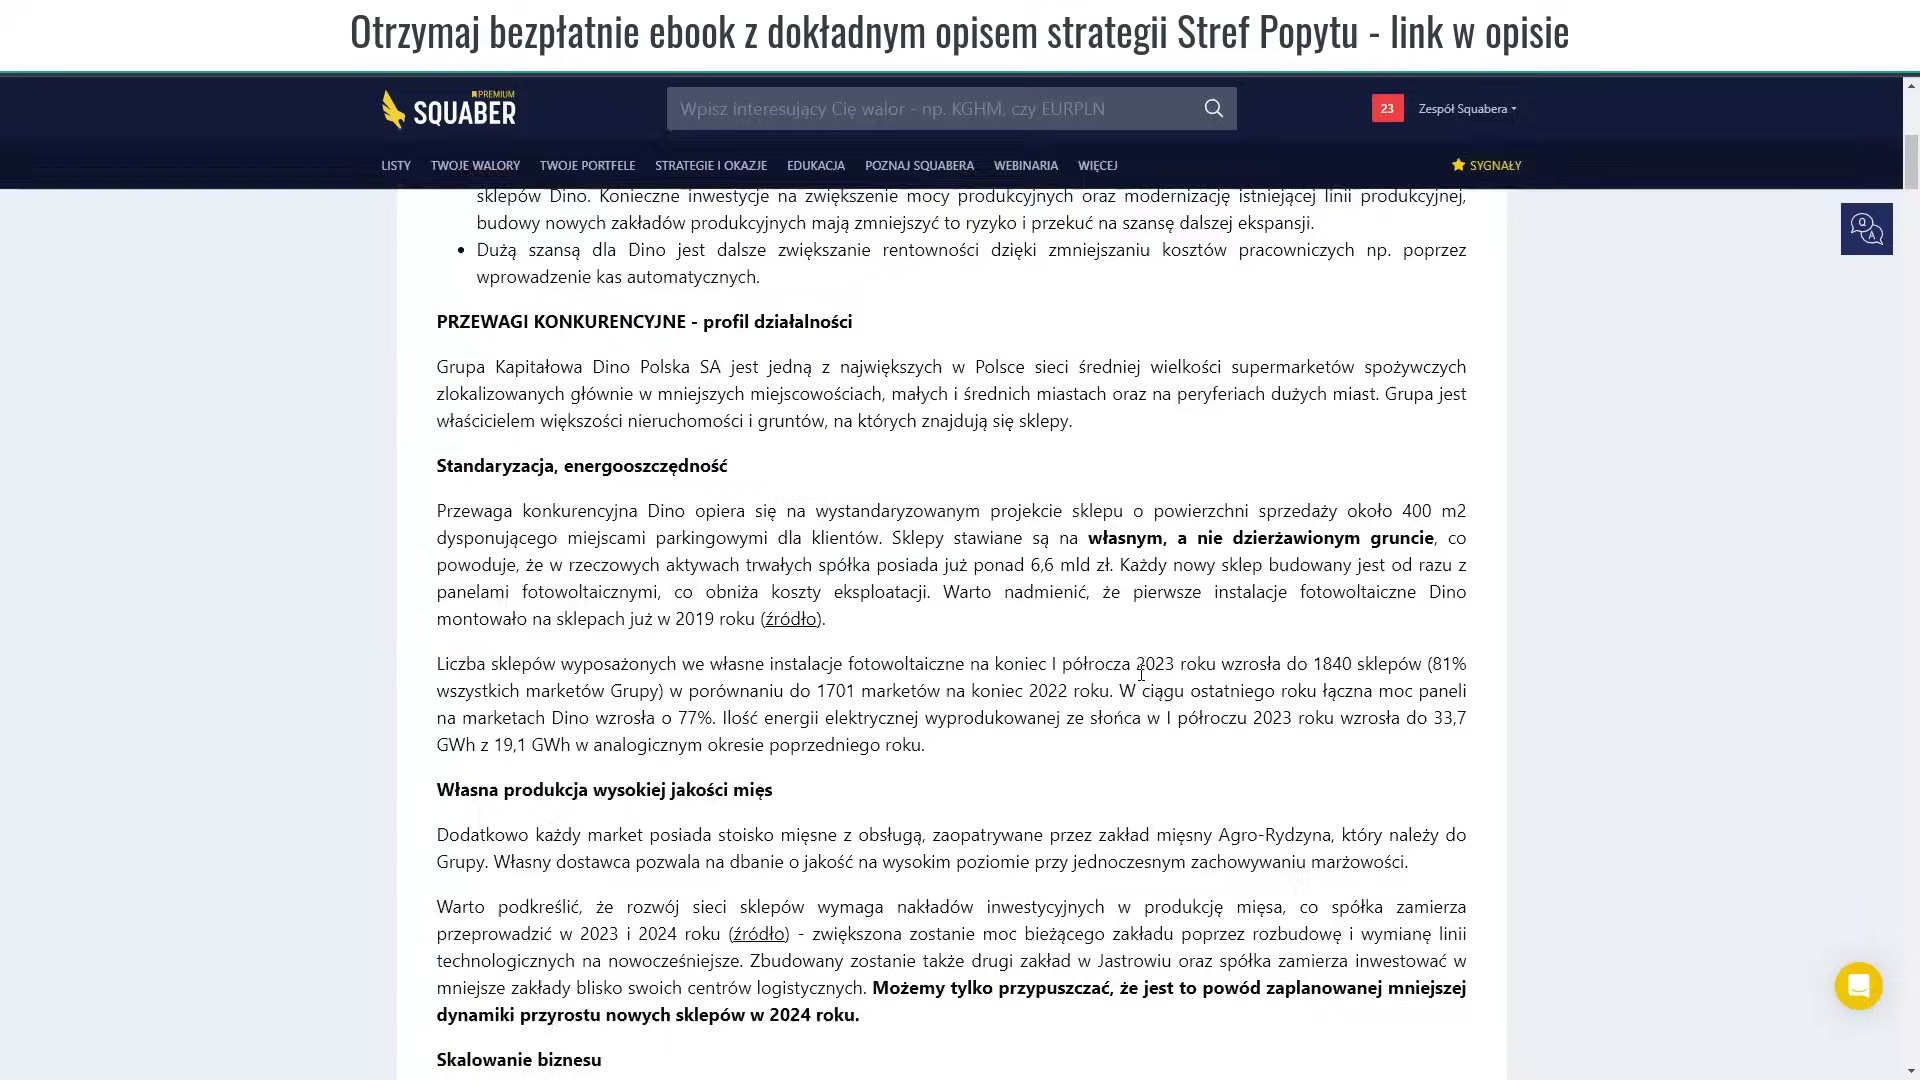 Otrzymaj bezpłatnie ebook z dokładnym opisem strategii Stref Popytu - link w opisie
PREMIUM
SQUABER
Wpisz interesujący Cię walor - np. KGHM, czy EURPLN
23
Zespół Squabera
LISTY TWOJE WALORY TWOJE PORTFELE STRATEGIE I OKAZJE EDUKACJA POZNAJ SQUABERA WEBINARIA WIĘCEJ SYGNAŁY
Q A
sklepów Dino. Konieczne inwestycje na zwiększenie mocy produkcyjnych oraz modernizację istniejącej linii produkcyjnej,
budowy nowych zakładów produkcyjnych mają zmniejszyć to ryzyko i przekuć na szansę dalszej ekspansji.
• Dużą szansą dla Dino jest dalsze zwiększanie rentowności dzięki zmniejszaniu kosztów pracowniczych np. poprzez
wprowadzenie kas automatycznych.
PRZEWAGI KONKURENCYJNE - profil działalności
Grupa Kapitałowa Dino Polska SA jest jedną z największych w Polsce sieci średniej wielkości supermarketów spożywczych
zlokalizowanych głównie w mniejszych miejscowościach, małych i średnich miastach oraz na peryferiach dużych miast. Grupa jest
właścicielem większości nieruchomości i gruntów, na których znajdują się sklepy.
Standaryzacja, energooszczędność
Przewaga konkurencyjna Dino opiera się na wystandaryzowanym projekcie sklepu o powierzchni sprzedaży około 400 m2
dysponującego miejscami parkingowymi dla klientów. Sklepy stawiane są na własnym, a nie dzierżawionym gruncie, co
powoduje, że w rzeczowych aktywach trwałych spółka posiada już ponad 6,6 mld zł. Każdy nowy sklep budowany jest od razu z
panelami fotowoltaicznymi, co obniża koszty eksploatacji. Warto nadmienić, że pierwsze instalacje fotowoltaiczne Dino
montowało na sklepach już w 2019 roku (źródło).
Liczba sklepów wyposażonych we własne instalacje fotowoltaiczne na koniec I półrocza 2023 roku wzrosła do 1840 sklepów (81%
wszystkich marketów Grupy) w porównaniu do 1701 marketów na koniec 2022 roku. W ciągu ostatniego roku łączna moc paneli
na marketach Dino wzrosła o 77%. Ilość energii elektrycznej wyprodukowanej ze słońca w I półroczu 2023 roku wzrosła do 33,7
GWh z 19,1 GWh w analogicznym okresie poprzedniego roku.
Własna produkcja wysokiej jakości mięs
Dodatkowo każdy market posiada stoisko mięsne z obsługą, zaopatrywane przez zakład mięsny Agro-Rydzyna, który należy do
Grupy. Własny dostawca pozwala na dbanie o jakość na wysokim poziomie przy jednoczesnym zachowywaniu marżowości.
Warto podkreślić, że rozwój sieci sklepów wymaga nakładów inwestycyjnych w produkcję mięsa, co spółka zamierza
przeprowadzić w 2023 i 2024 roku (źródło) - zwiększona zostanie moc bieżącego zakładu poprzez rozbudowę i wymianę linii
technologicznych na nowocześniejsze. Zbudowany zostanie także drugi zakład w Jastrowiu oraz spółka zamierza inwestować w
mniejsze zakłady blisko swoich centrów logistycznych. Możemy tylko przypuszczać, że jest to powód zaplanowanej mniejszej
dynamiki przyrostu nowych sklepów w 2024 roku.
Skalowanie biznesu